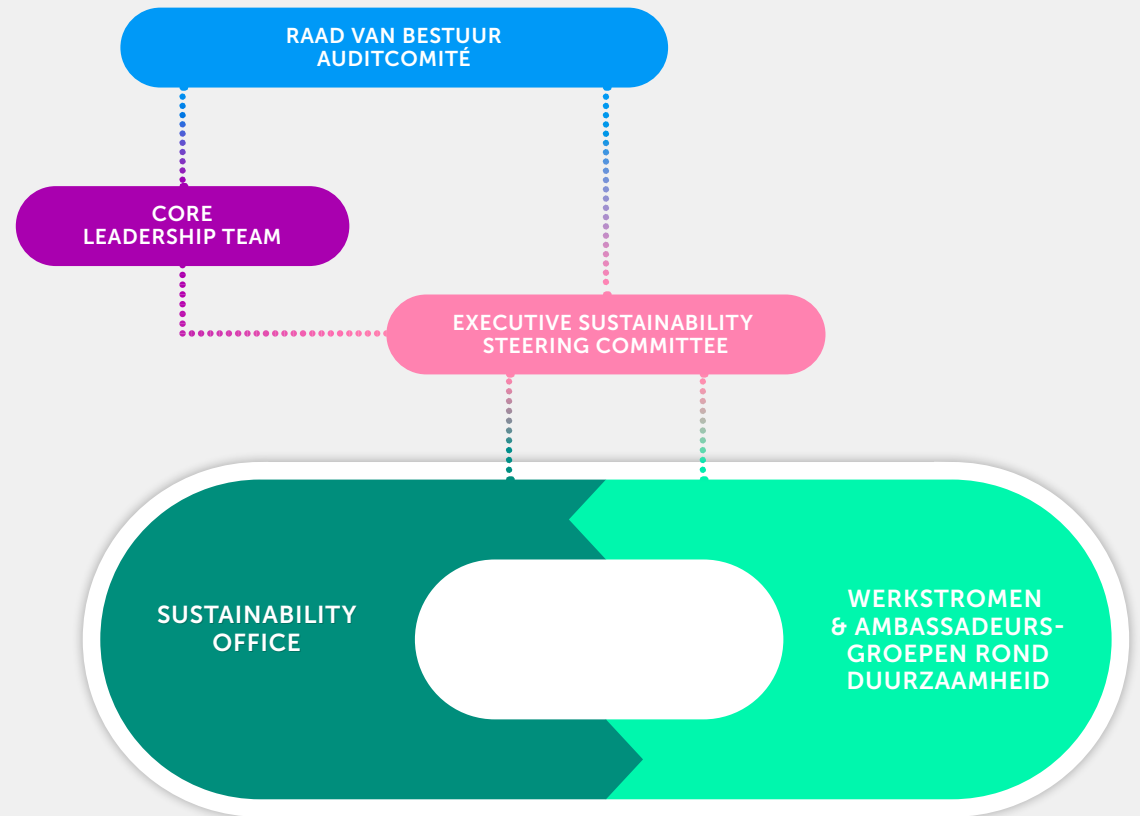 RAAD VAN BESTUUR
AUDITCOMITÉ
CORE
LEADERSHIP TEAM
EXECUTIVE SUSTAINABILITY
STEERING COMMITTEE
SUSTAINABILITY
OFFICE
WERKSTROMEN
& AMBASSADEURS-
GROEPEN ROND
DUURZAAMHEID